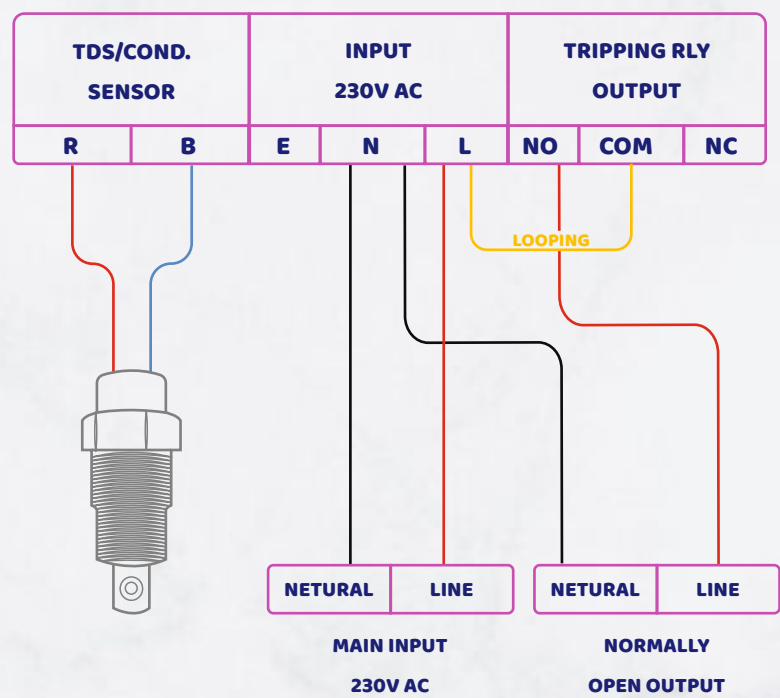 TDS/COND.
SENSOR
INPUT
230V AC
TRIPPING RLY
OUTPUT
R
B
E
N
L
NO
COM
NC
LOOPING
NETURAL
LINE
MAIN INPUT
230V AC
NETURAL
LINE
NORMALLY
OPEN OUTPUT